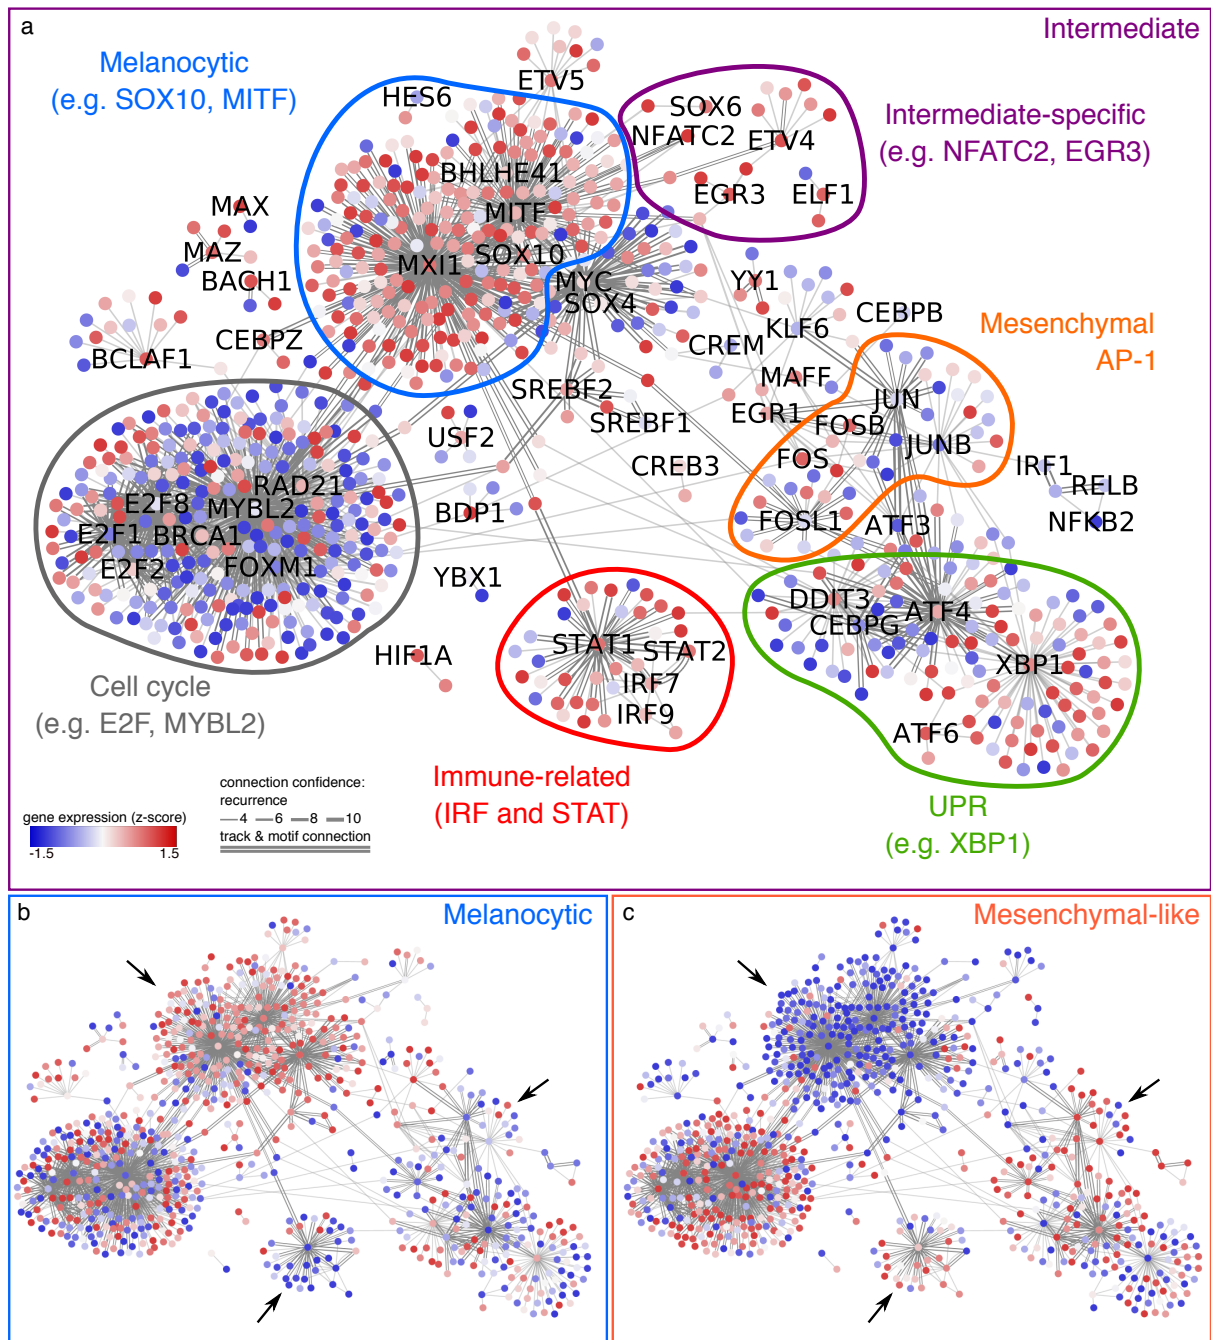 a
Intermediate
Melanocytic
(e.g. SOX10, MITF)
HES6
ETV5
SOX6
NFATC2
ETV4
EGR3
ELF1
Intermediate-specific
(e.g. NFATC2, EGR3)
BHLHE41
MITF
SOX10
MXI1
MYC
SOX4
MAX
MAZ
BACH1
CEBPZ
BCLAF1
YY1
KLF6
CEBPB
CREM
MAFF
EGR1
Mesenchymal
AP-1
JUN
FOSB
JUNB
FOS
FOSL1
ATF3
IRF1
RELB
NFKB2
SREBF2
SREBF1
USF2
CREB3
BDP1
YBX1
HIF1A
RAD21
E2F8
MYBL2
E2F1
BRCA1
E2F2
FOXM1
Cell cycle
(e.g. E2F, MYBL2)
STAT1
STAT2
IRF7
IRF9
Immune-related
(IRF and STAT)
DDIT3
ATF4
CEBPG
XBP1
ATF6
UPR
(e.g. XBP1)
gene expression (z-score)
-1.5 1.5
connection confidence:
recurrence
4 6 8 10
track & motif connection
b
Melanocytic
c
Mesenchymal-like